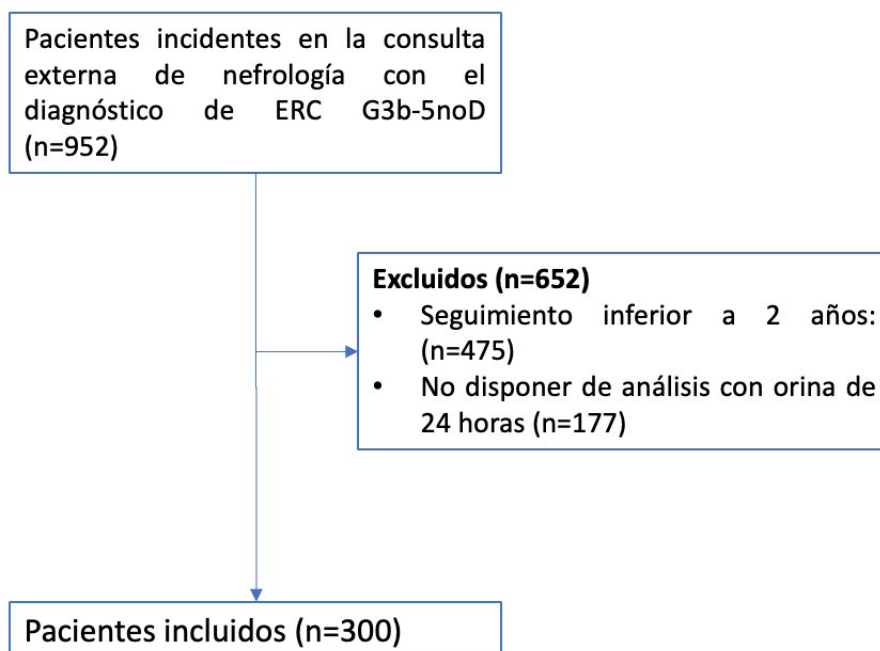 Pacientes incidentes en la consulta
externa de nefrología con el
diagnóstico de ERC G3b-5noD
(n=952)
Excluidos (n=652)
• Seguimiento inferior a 2 años:
(n=475)
• No disponer de análisis con orina de
24 horas (n=177)
Pacientes incluidos (n=300)